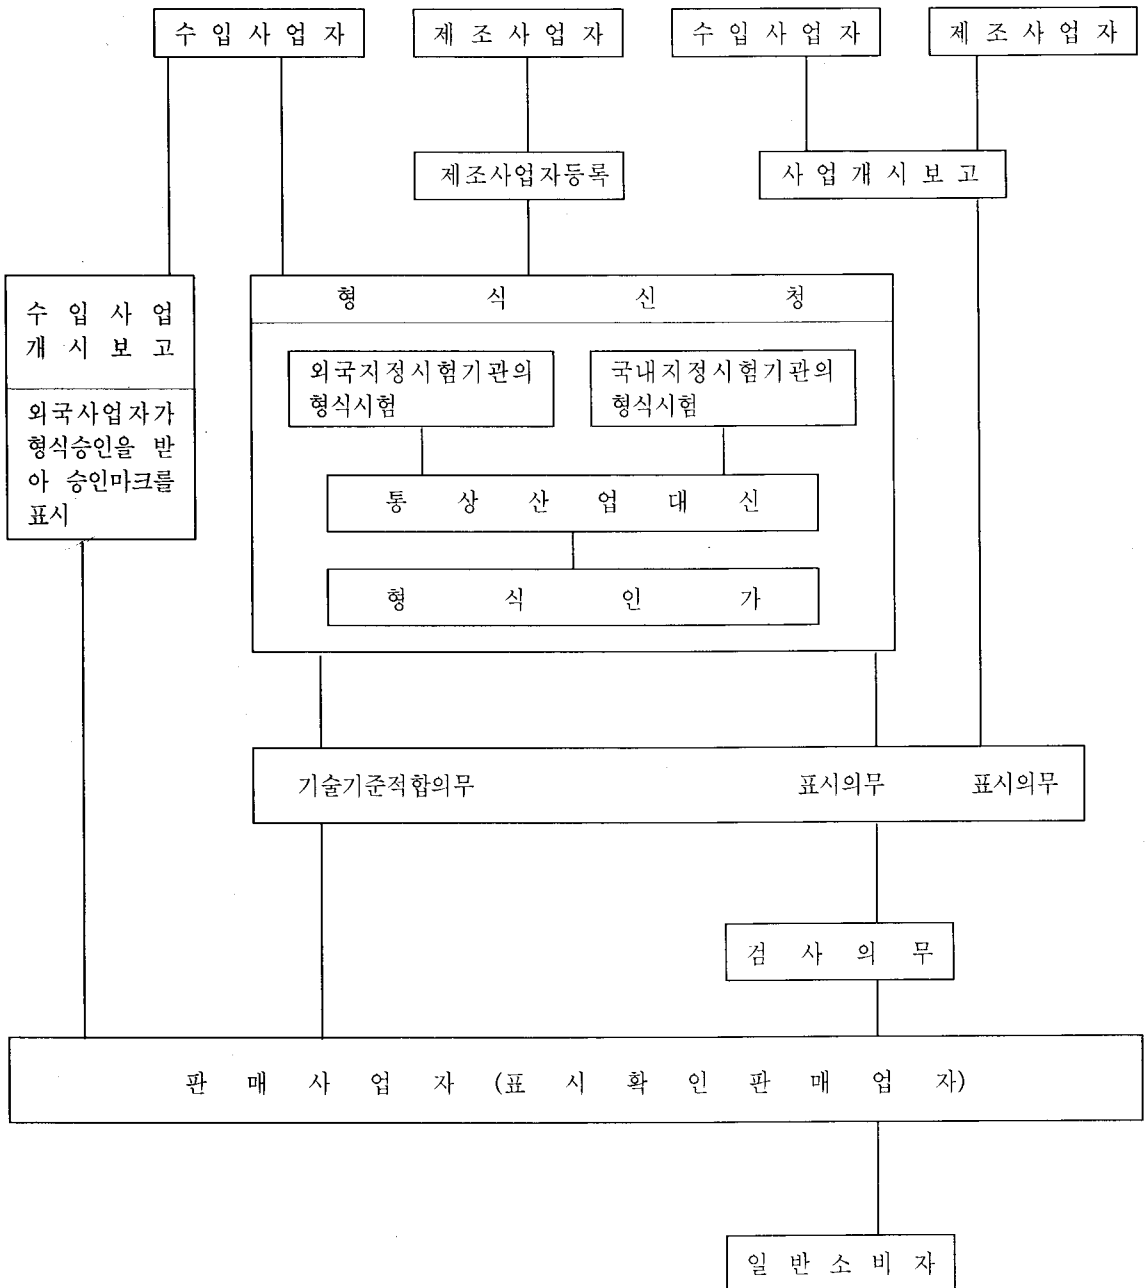 수입사업자 제조사업자 수입사업자 제조사업자
제조사업자등록 사업개시보고
형식신청
수입사업
개시보고
외국사업자가
형식승인을 받
아 승인마크를
표시
외국지정시험기관의
형식시험
국내지정시험기관의
형식시험
통상산업대신
형식인가
기술기준적합의무 표시의무 표시의무
검사의무
판매사업자(표시확인판매업자)
일반소비자